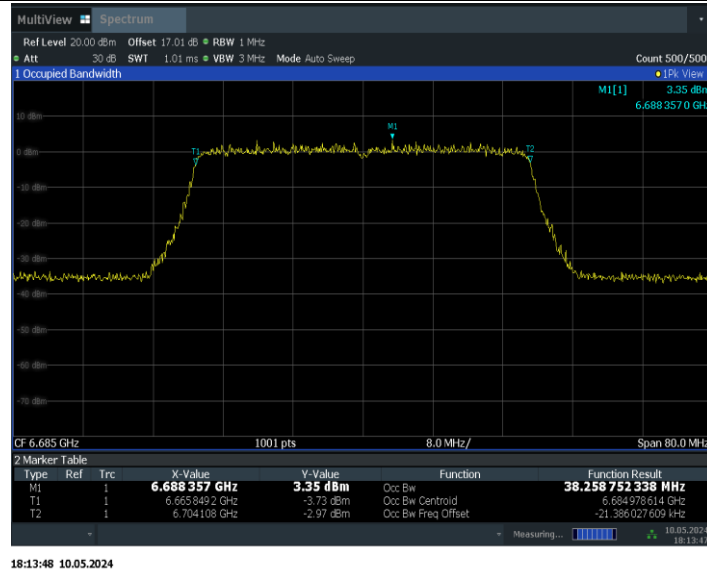 MultiView Spectrum
Ref Level 20.00 dBm Offset 17.01 dB RBW 1 MHz
Att 30 dB SWT 1.01 ms VBW 3 MHz Mode Auto Sweep Count 500/500
1 Occupied Bandwidth 1Pk View
M1[1] 3.35 dBm
6.688 357 0 GHz
10 dBm
M1
0 dBm
T1
T2
-10 dBm
-20 dBm
-30 dBm
-40 dBm
-50 dBm
-60 dBm
-70 dBm
CF 6.685 GHz 1001 pts 8.0 MHz/ Span 80.0 MHz
2 Marker Table
Type Ref Trc X-Value Y-Value Function Function Result
M1 1 6.688 357 GHz 3.35 dBm Occ Bw 38.258 752 338 MHz
T1 1 6.665 849 2 GHz -3.73 dBm Occ Bw Centroid 6.684 978 614 GHz
T2 1 6.704 108 GHz -2.97 dBm Occ Bw Freq Offset -21.386 027 609 kHz
Measuring... 10.05.2024
18:13:47
18:13:48 10.05.2024